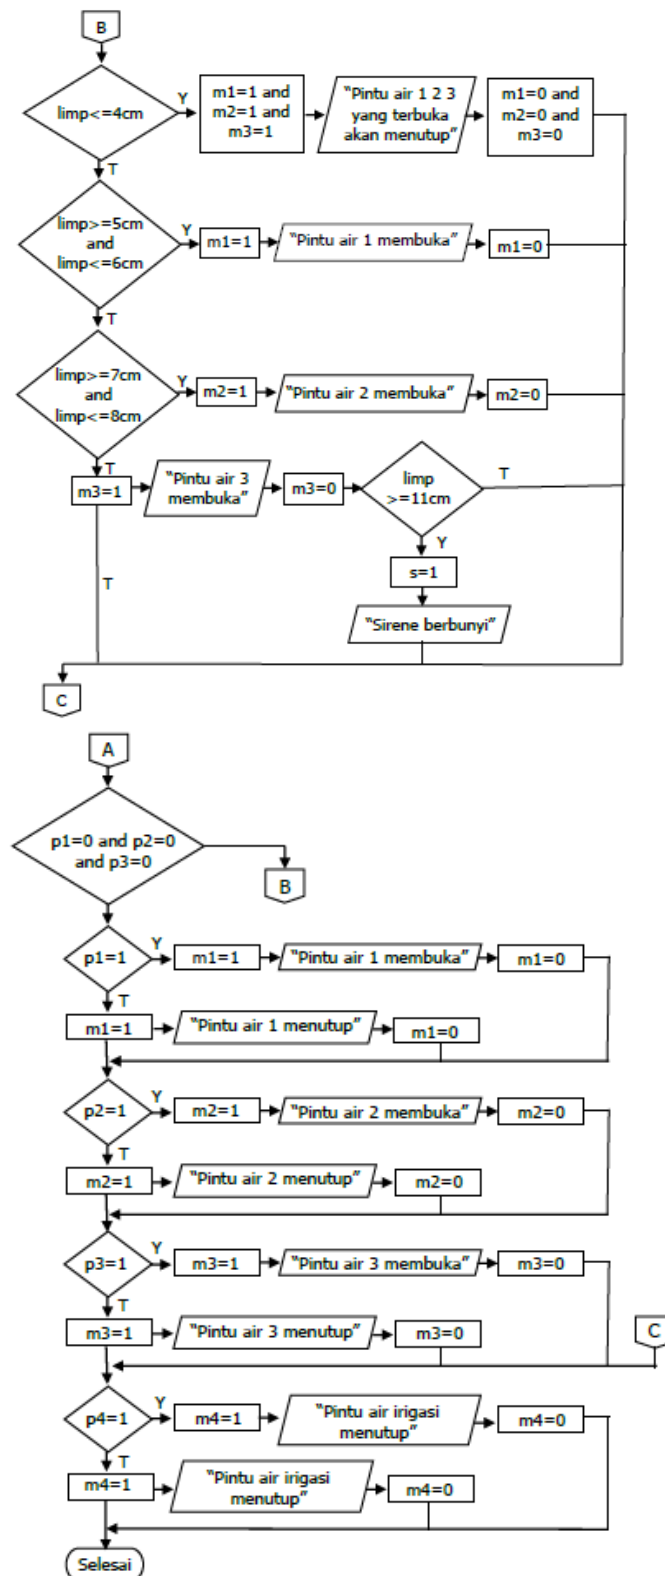 B
limp<=4cm
Y
m1=1 and
m2=1 and
m3=1
“Pintu air 1 2 3
yang terbuka
akan menutup”
m1=0 and
m2=0 and
m3=0
T
limp>=5cm
and
limp<=6cm
Y
m1=1
“Pintu air 1 membuka”
m1=0
T
limp>=7cm
and
limp<=8cm
Y
m2=1
“Pintu air 2 membuka”
m2=0
T
m3=1
“Pintu air 3
membuka”
m3=0
limp
>=11cm
T
Y
s=1
T
“Sirene berbunyi”
C
A
p1=0 and p2=0
and p3=0
B
p1=1
Y
m1=1
“Pintu air 1 membuka”
m1=0
T
m1=1
“Pintu air 1 menutup”
m1=0
p2=1
Y
m2=1
“Pintu air 2 membuka”
m2=0
T
m2=1
“Pintu air 2 menutup”
m2=0
p3=1
Y
m3=1
“Pintu air 3 membuka”
m3=0
T
m3=1
“Pintu air 3 menutup”
m3=0
C
p4=1
Y
m4=1
“Pintu air irigasi
menutup”
m4=0
T
m4=1
“Pintu air irigasi
menutup”
m4=0
Selesai